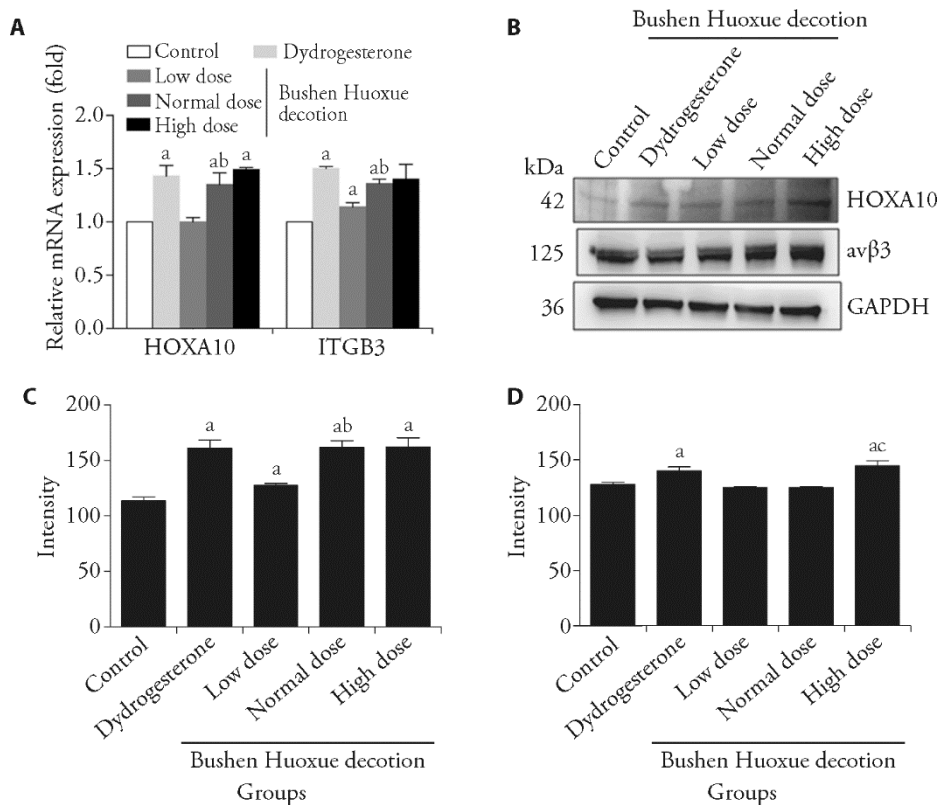 A
Control
Dydrogesterone
Low dose
Normal dose
High dose
Bushen Huoxue
decotion
Relative mRNA expression (fold)
2.0
1.5
1.0
1.5
0.0
a
ab
a
a
a
ab
HOXA10
ITGB3
B
Bushen Huoxue decotion
Control
Dydrogesterone
Low dose
Normal dose
High dose
kDa
42
HOXA10
125
avβ3
36
GAPDH
C
Intensity
200
150
100
50
0
a
a
ab
a
Control
Dydrogesterone
Low dose
Normal dose
High dose
Bushen Huoxue decotion
Groups
D
Intensity
200
150
100
50
0
a
ac
Control
Dydrogesterone
Low dose
Normal dose
High dose
Bushen Huoxue decotion
Groups